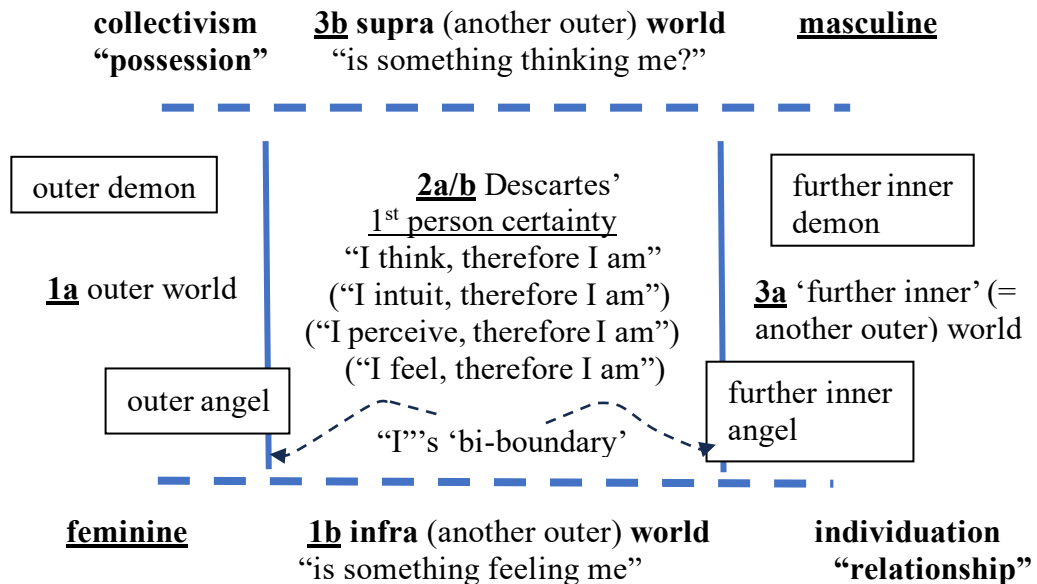 collectivism 3b supra (another outer) world masculine
“possession” “is something thinking me?”
outer demon
2a/b Descartes’
1st person certainty
“I think, therefore I am”
(“I intuit, therefore I am”)
(“I perceive, therefore I am”)
(“I feel, therefore I am”)
further inner
demon
1a outer world
3a ‘further inner’ (=
another outer) world
outer angel
further inner
angel
“I”’s ‘bi-boundary’
feminine 1b infra (another outer) world individuation
“is something feeling me” “relationship”